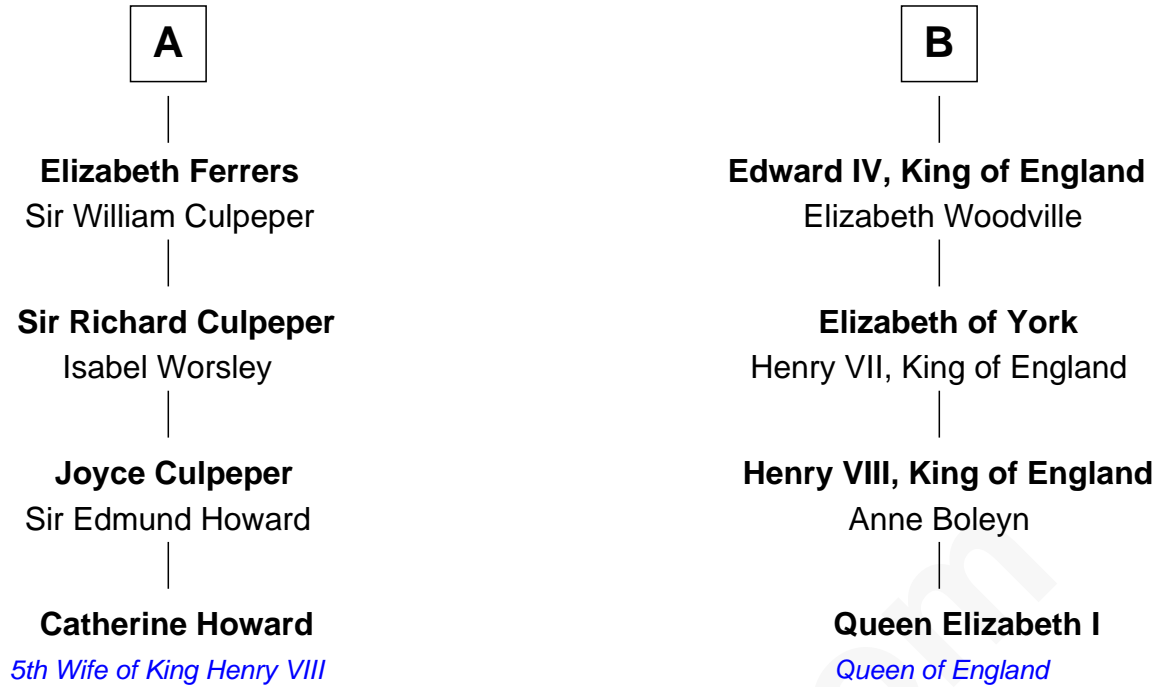 A
Elizabeth Ferrers
Sir William Culpeper
Sir Richard Culpeper
Isabel Worsley
Joyce Culpeper
Sir Edmund Howard
Catherine Howard
5th Wife of King Henry VIII
B
Edward IV, King of England
Elizabeth Woodville
Elizabeth of York
Henry VII, King of England
Henry VIII, King of England
Anne Boleyn
Queen Elizabeth I
Queen of England